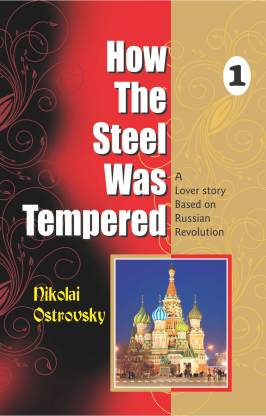 How
The
Steel
Was
Tempered
1
A
Lover story
Based on
Russian
Revolution
Nikolai
Ostrovsky